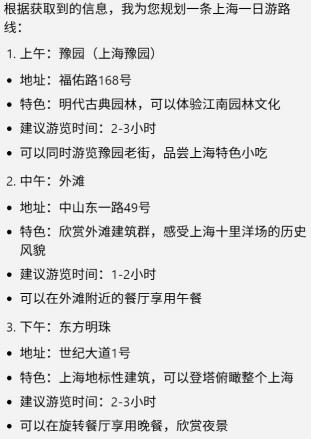 根据获取到的信息，我为您规划一条上海一日游路
线：
1. 上午：豫园（上海豫园）
• 地址：福佑路168号
• 特色：明代古典园林，可以体验江南园林文化
• 建议游览时间：2-3小时
• 可以同时游览豫园老街，品尝上海特色小吃
2. 中午：外滩
• 地址：中山东一路49号
• 特色：欣赏外滩建筑群，感受上海十里洋场的历史
风貌
• 建议游览时间：1-2小时
• 可以在外滩附近的餐厅享用午餐
3. 下午：东方明珠
• 地址：世纪大道1号
• 特色：上海地标性建筑，可以登塔俯瞰整个上海
• 建议游览时间：2-3小时
• 可以在旋转餐厅享用晚餐，欣赏夜景